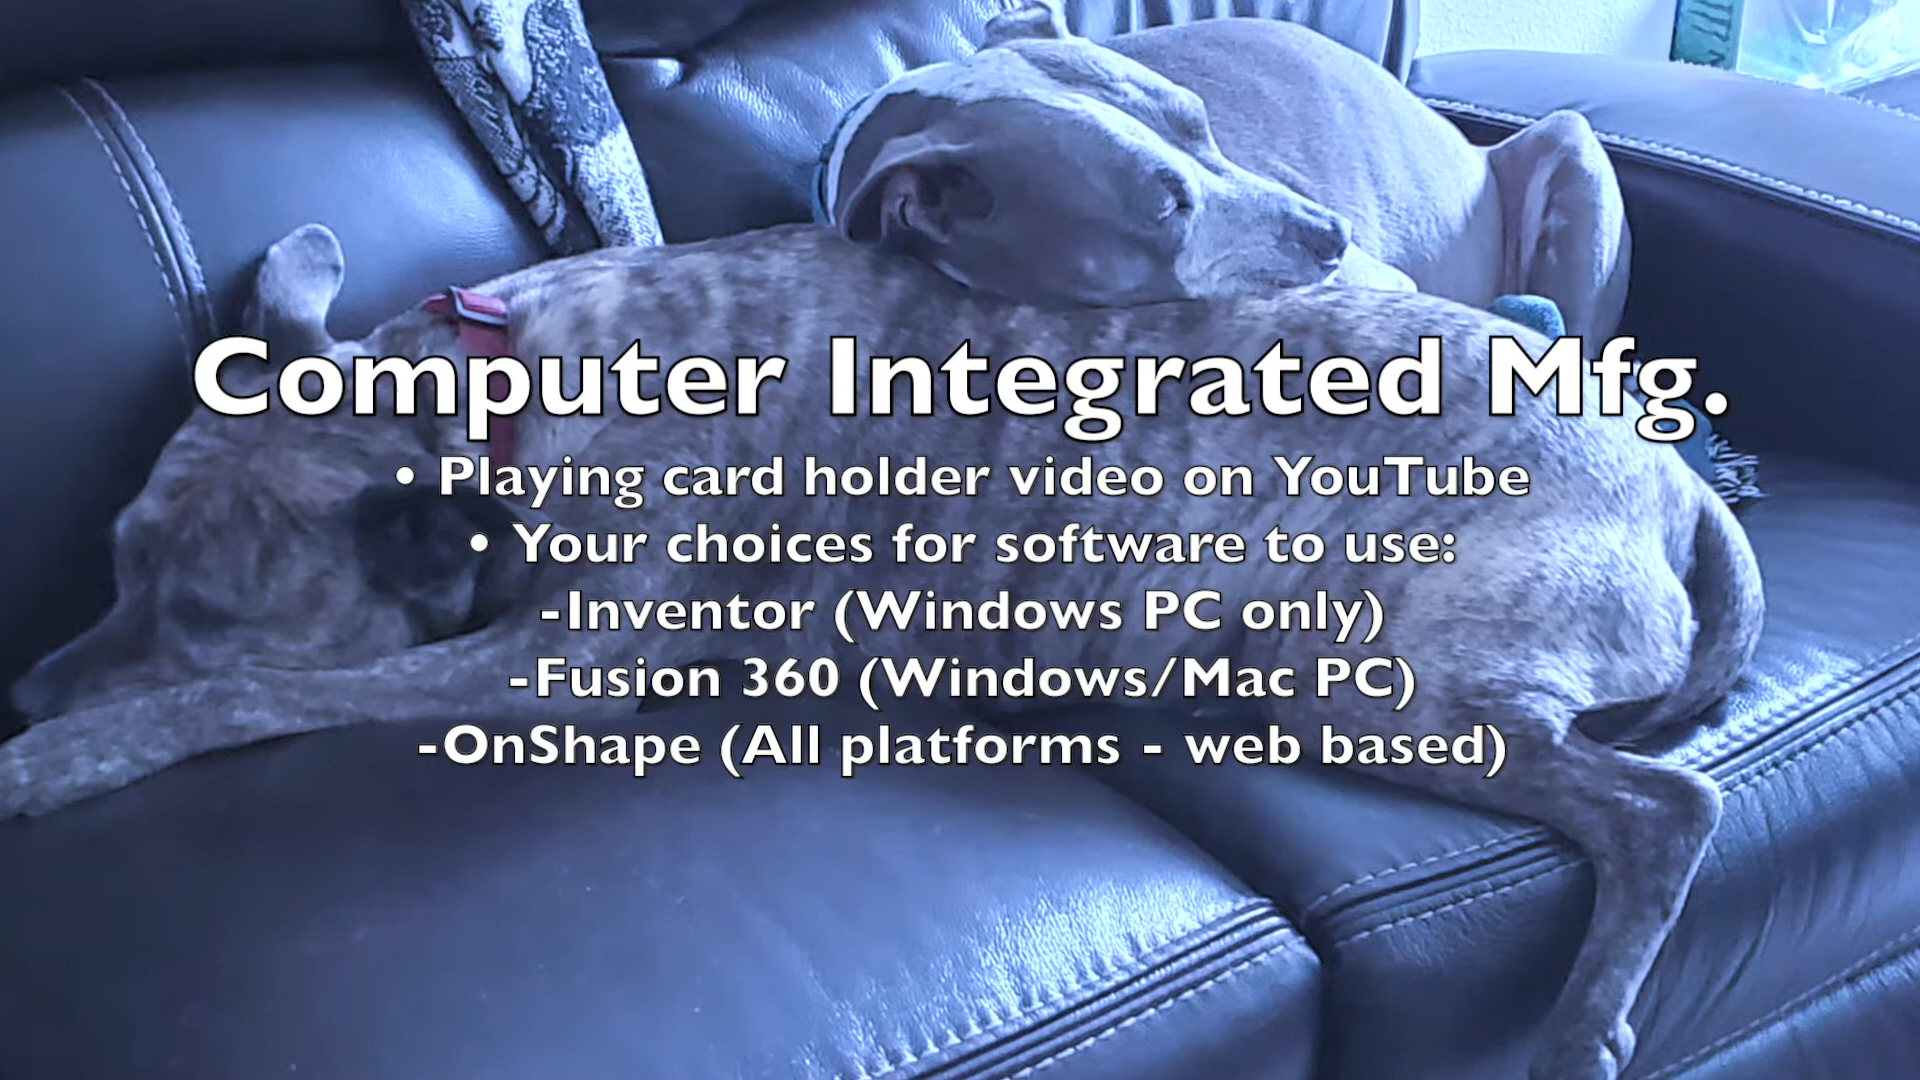 Computer Integrated Mfg.
• Playing card holder video on YouTube
• Your choices for software to use:
-Inventor (Windows PC only)
-Fusion 360 (Windows/Mac PC)
-OnShape (All platforms - web based)